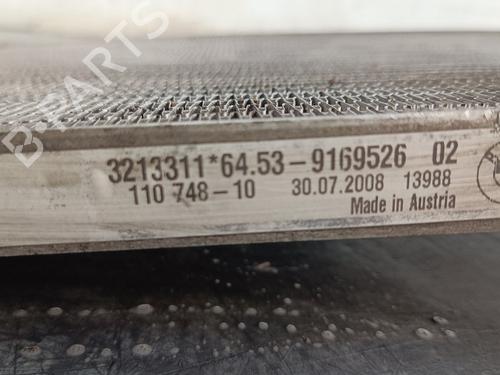 B-PARTS
3213311*64.53-9169526 02
110 748-10 30.07.2008 13988
Made in Austria